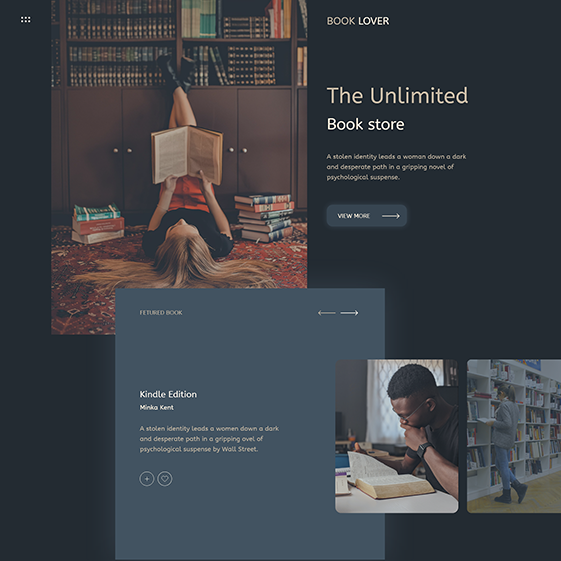 BOOK LOVER
The Unlimited
Book store
A stolen identity leads a woman down a dark
and desperate path in a gripping novel of
psychological suspense.
VIEW MORE
FETURED BOOK
Kindle Edition
Minka Kent
A stolen identity leads a women down a dark
and desperate path in a gripping ovel of
psychological suspense by Wall Street.